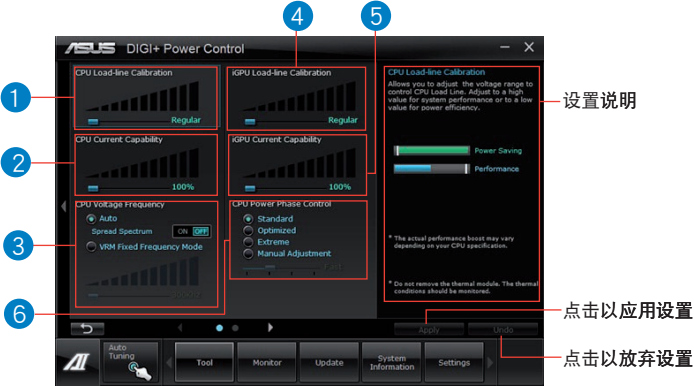 4
5
ASUS DIGI+ Power Control
1
CPU Load-line Calibration
Regular
iGPU Load-line Calibration
Regular
CPU Load-line Calibration
Allows you to adjust the voltage range to
control CPU Load Line. Adjust to a high
value for system performance or to a low
value for power efficiency.
设置说明
2
CPU Current Capability
100%
iGPU Current Capability
100%
Power Saving
Performance
3
CPU Voltage Frequency
Auto
Spread Spectrum
ON OFF
VRM Fixed Frequency Mode
6
CPU Power Phase Control
Standard
Optimized
Extreme
Manual Adjustment
* The actual performance boost may vary
depending on your CPU specification.
* Do not remove the thermal module. The thermal
conditions should be monitored.
Apply
Undo
点击以应用设置
点击以放弃设置
Auto
Tuning
Tool
Monitor
Update
System
Information
Settings